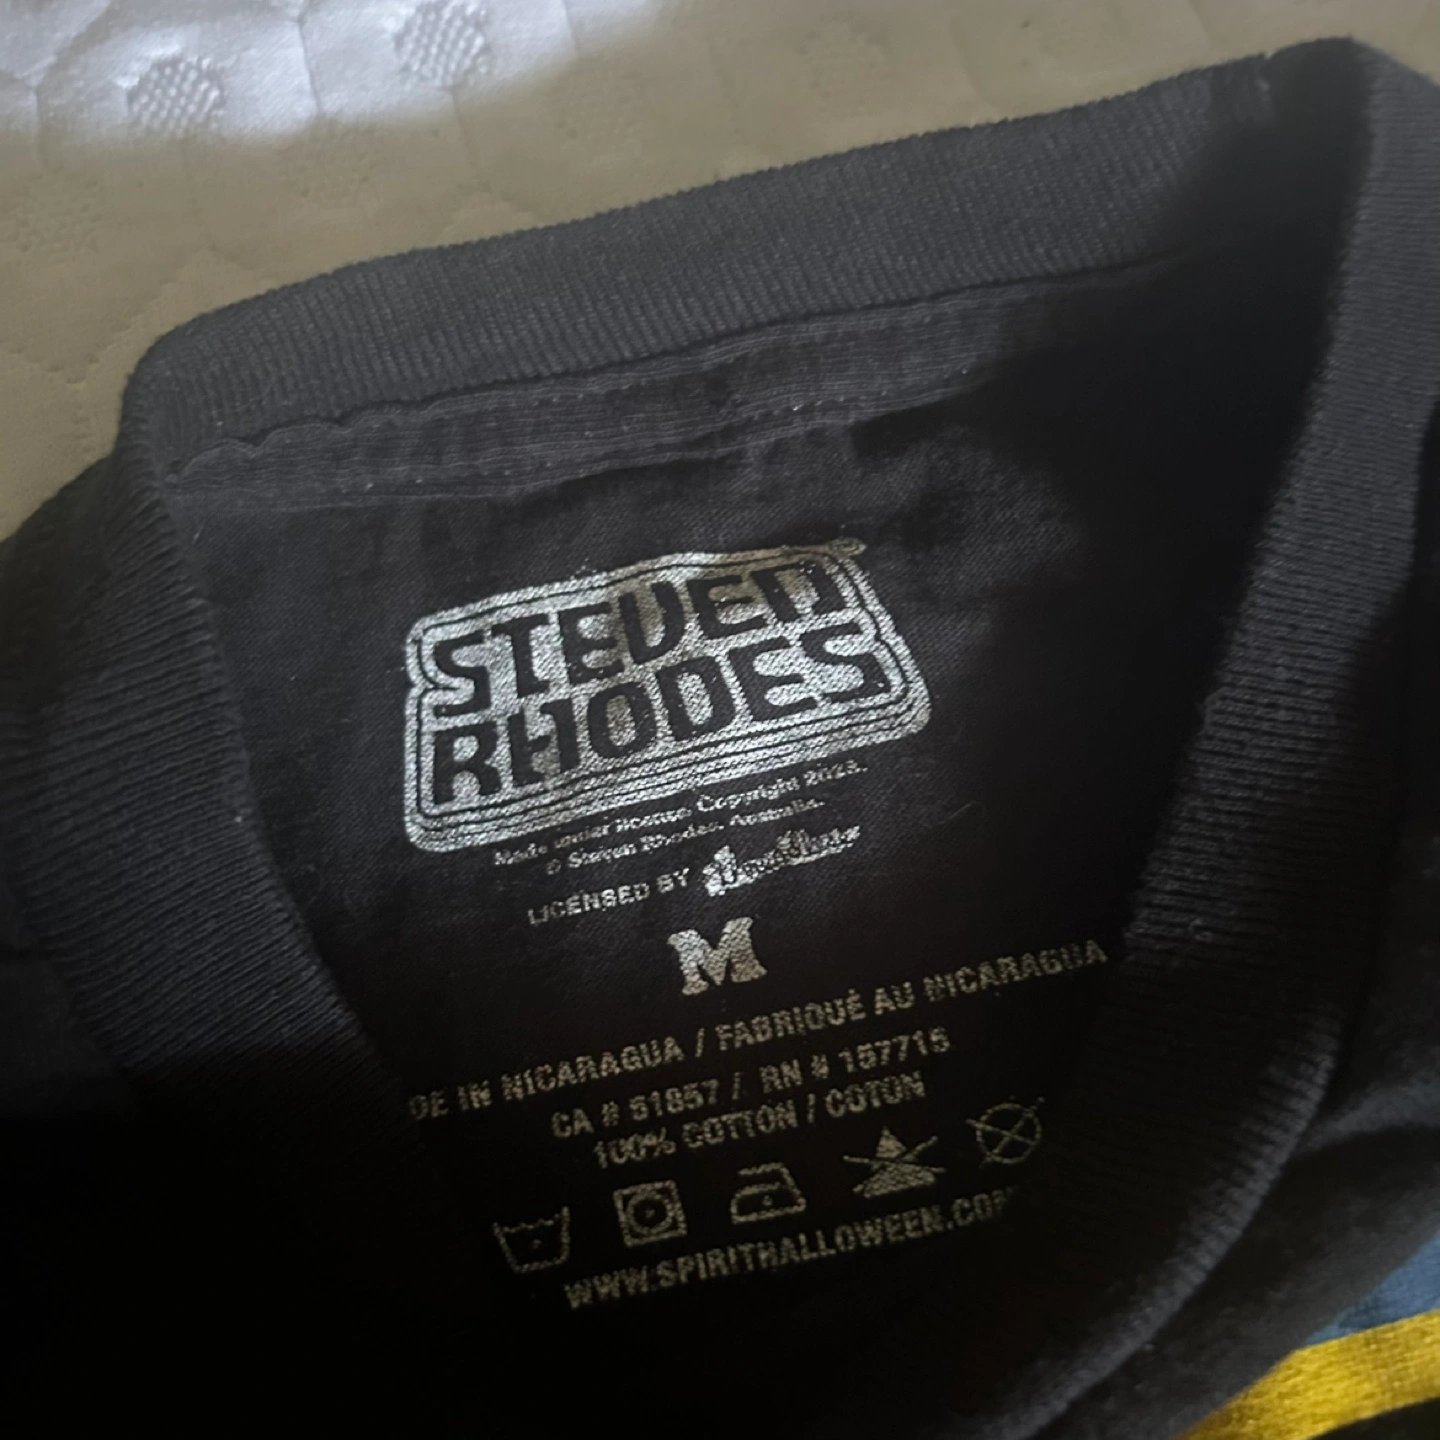 STEVEN
RHODES
Made under license Copyright 2023.
© Steven Rhodes. Australia.
LICENSED BY
M
DE IN NICARAGUA / FABRIQUÉ AU NICARAGUA
CA # 51857 / RN # 157715
100% COTTON / COTON
WWW.SPIRITHALLOWEEN.COM